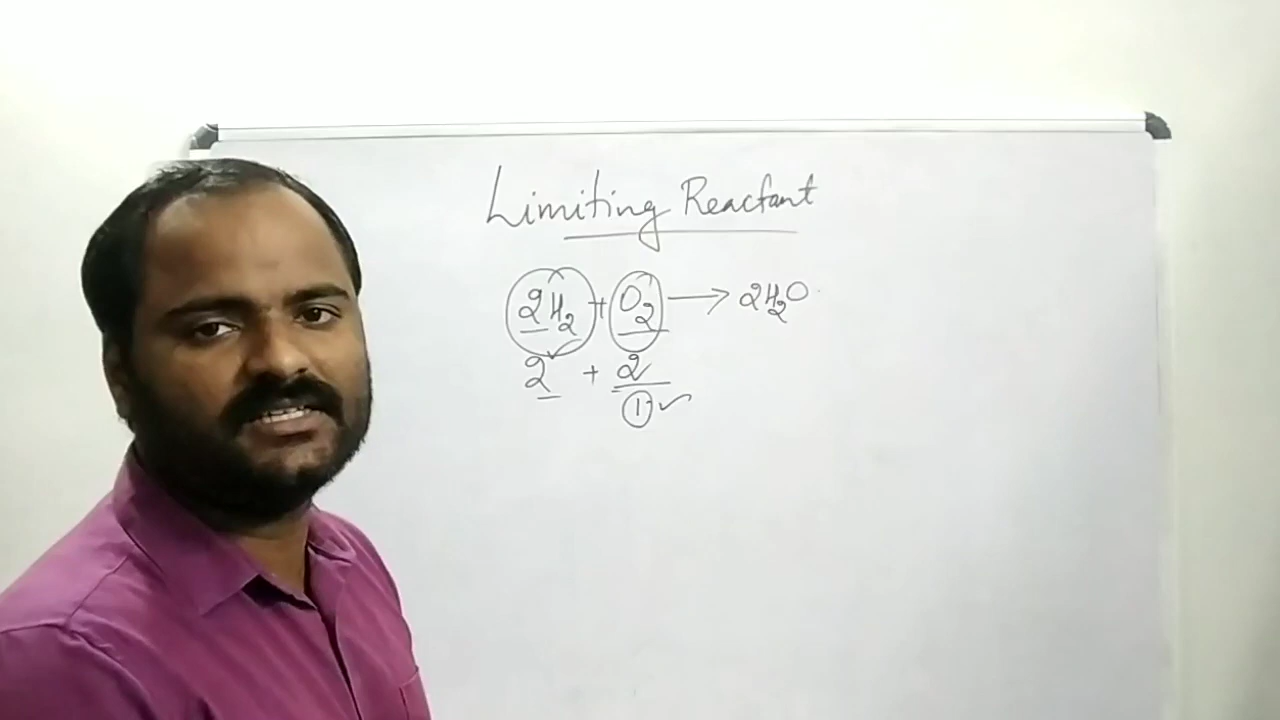 Limiting Reactant
2H2 + O2 → 2H2O
2 + 2
1 ✓